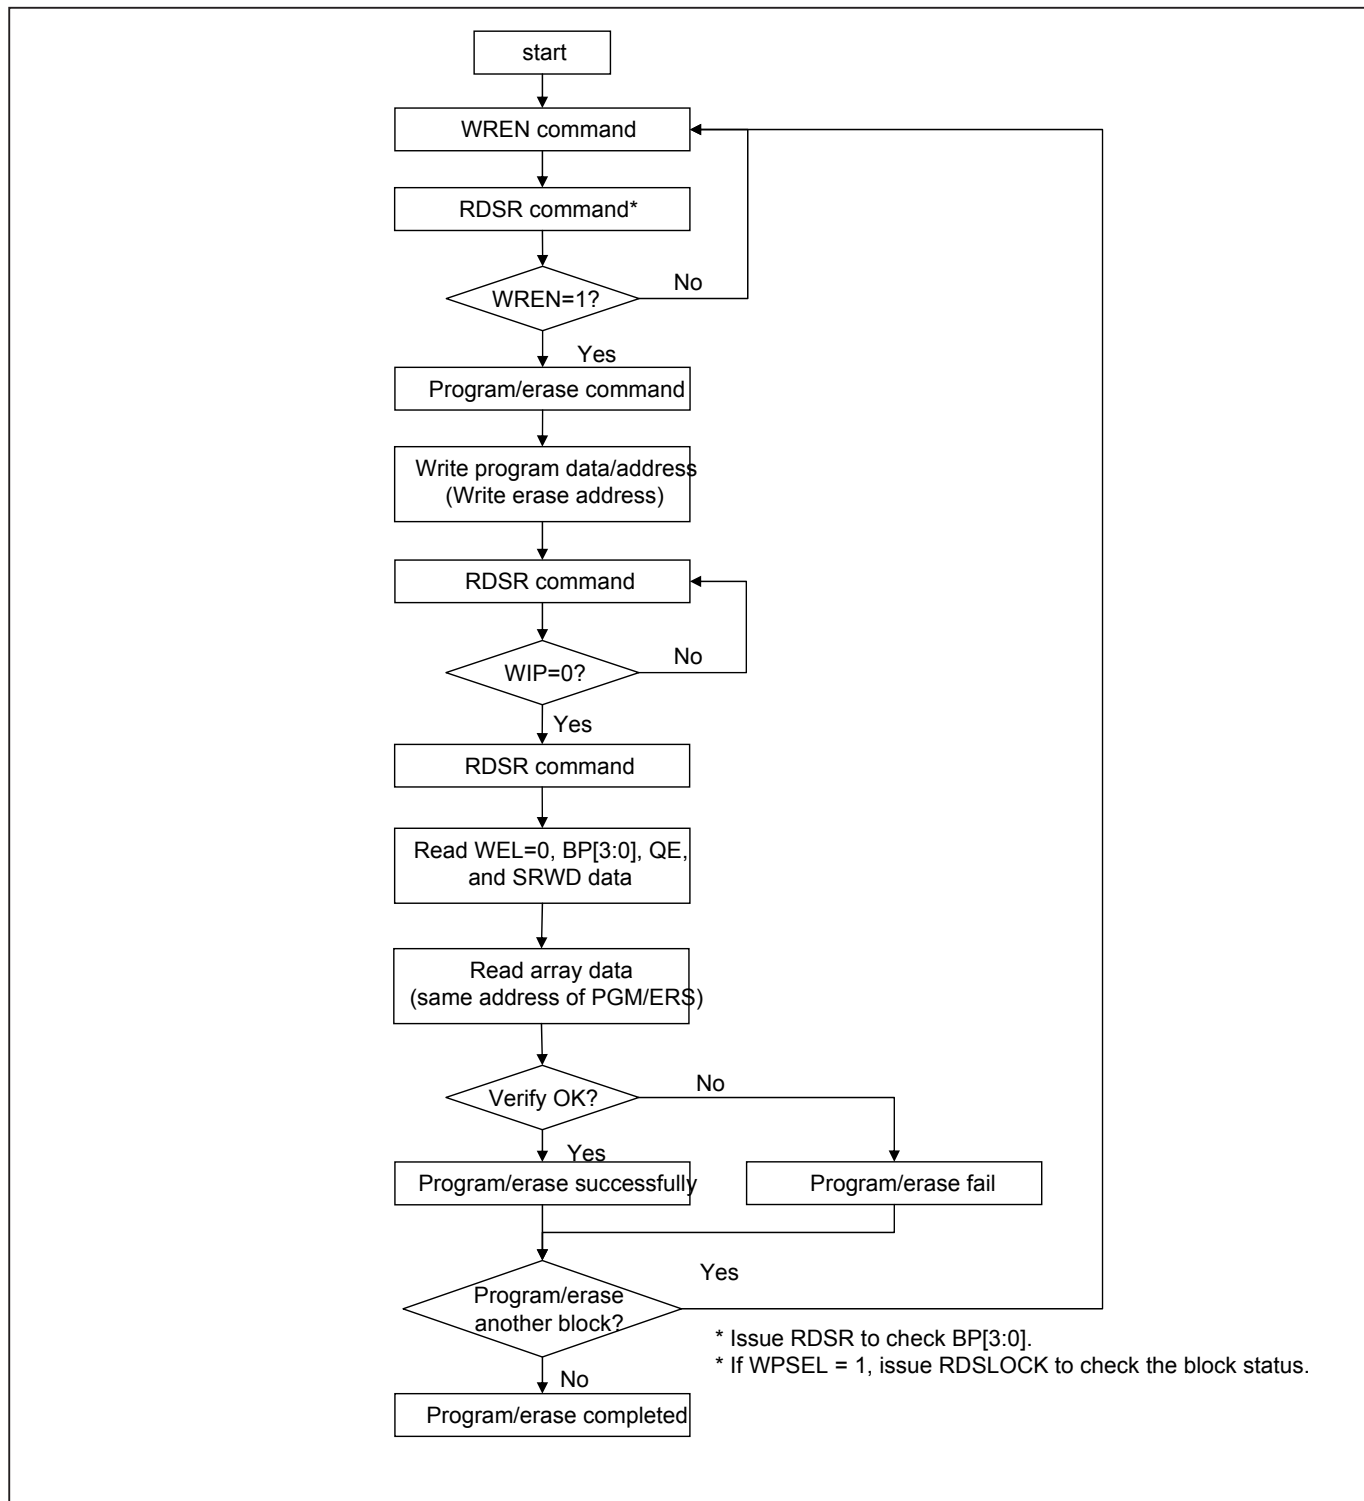 start
WREN command
RDSR command*
WREN=1?
No
Yes
Program/erase command
Write program data/address
(Write erase address)
RDSR command
WIP=0?
No
Yes
RDSR command
Read WEL=0, BP[3:0], QE,
and SRWD data
Read array data
(same address of PGM/ERS)
Verify OK?
No
Yes
Program/erase successfully
Program/erase fail
Yes
Program/erase
another block?
* Issue RDSR to check BP[3:0].
* If WPSEL = 1, issue RDSLOCK to check the block status.
No
Program/erase completed